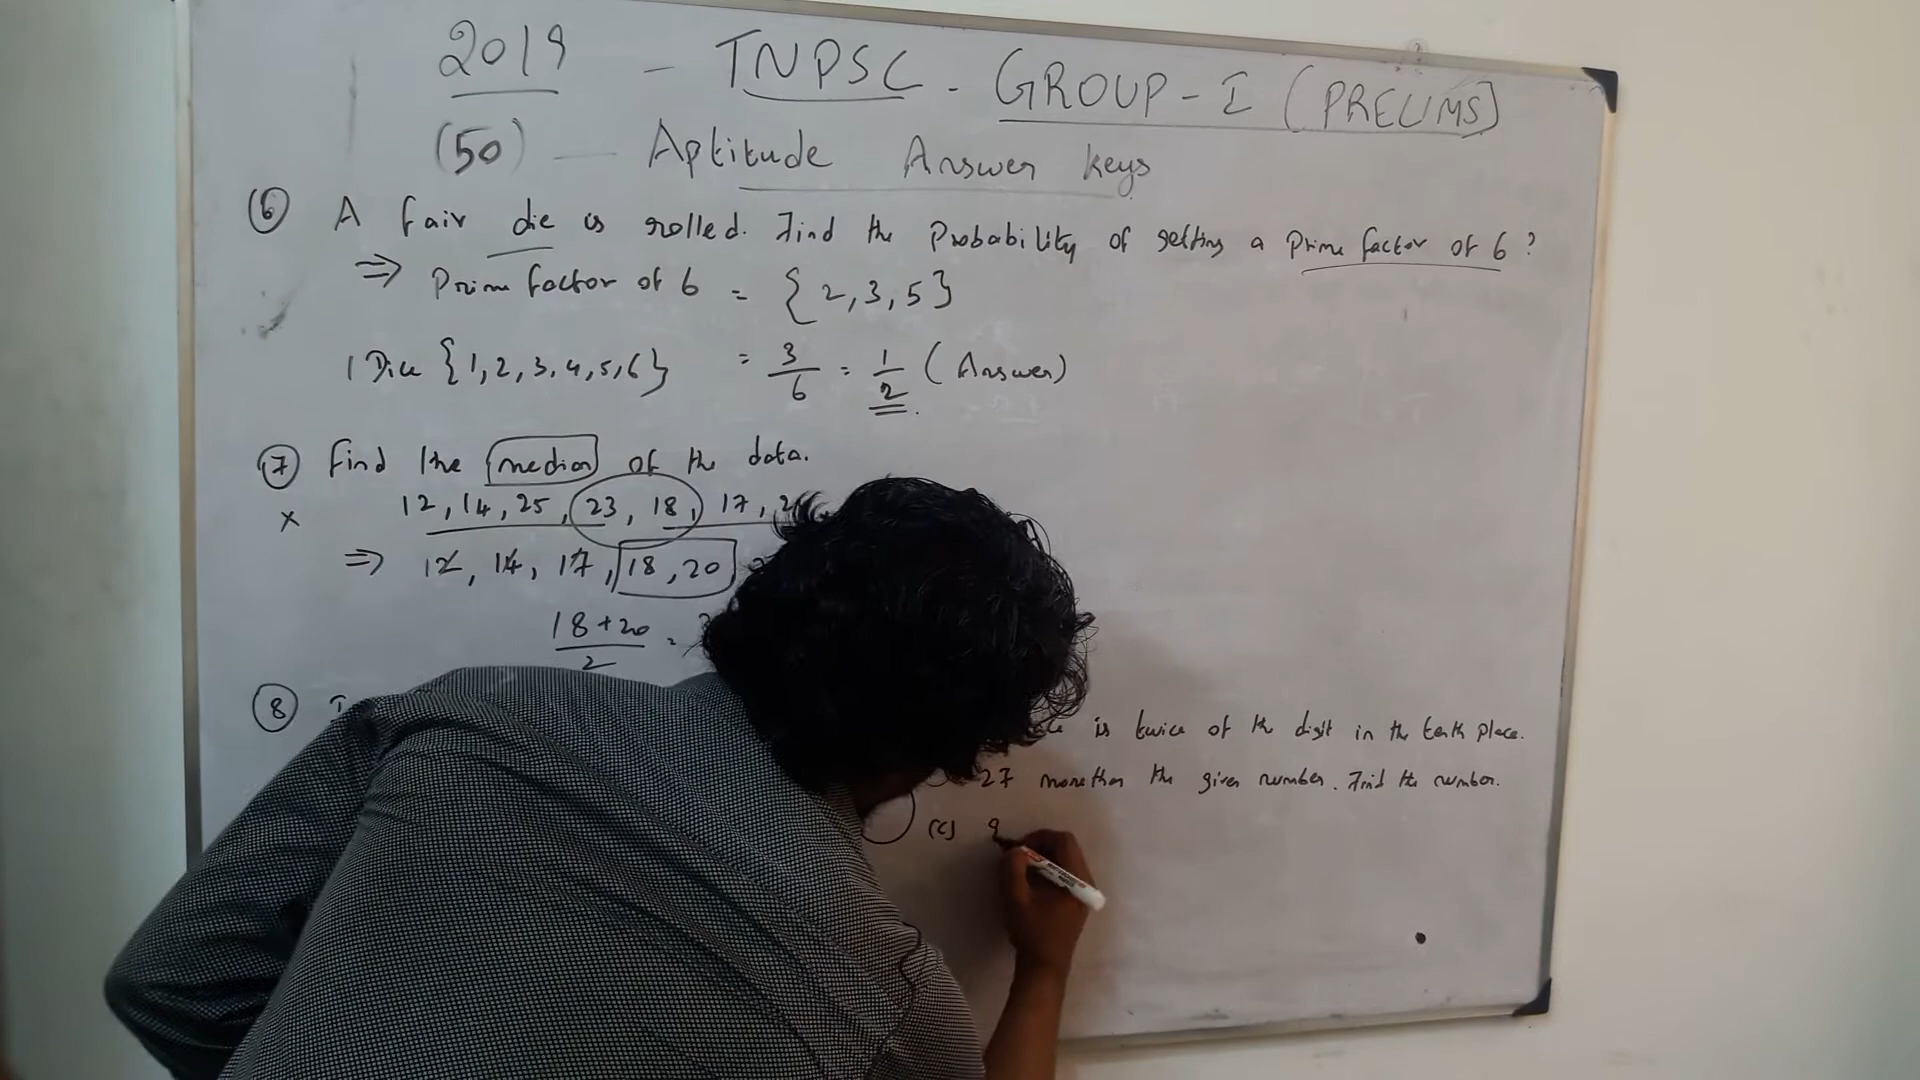 2019 - TNPSC - GROUP - I (PRELIMS)
(50) - Aptitude Answer keys
(6) A fair die is rolled. Find the Probability of getting a Prime factor of 6?
⇒ Prime factor of 6 = {2,3,5}
1 Dice {1,2,3,4,5,6} = 3/6 = 1/2 (Answer)
(7) Find the median of the data.
x 12, 14, 25, 23, 18, 17, 2
⇒ 12, 14, 17, 18, 20
18+20/2 =
(8) I is twice of the digit in the tenth place.
27 more than the given number. Find the number.
(c) 9